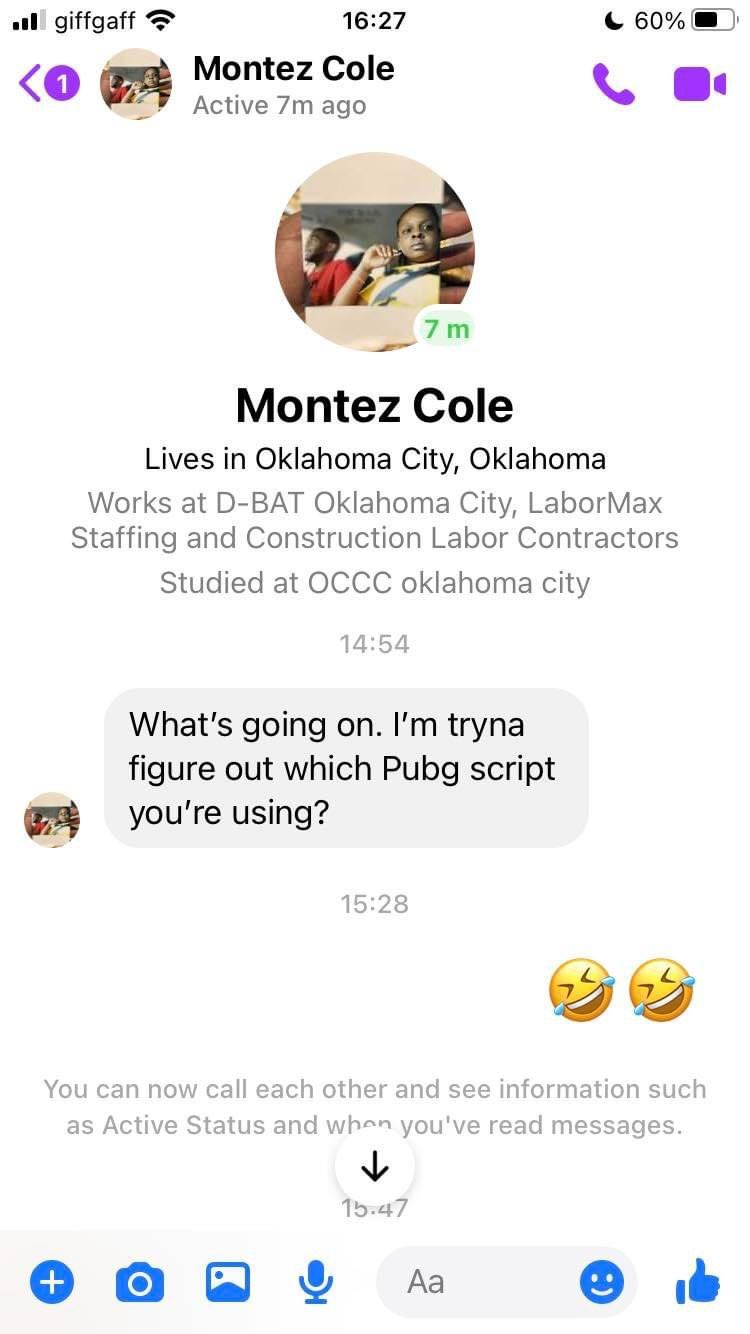 giffgaff 16:27 60%
1 Montez Cole
Active 7m ago
7 m
Montez Cole
Lives in Oklahoma City, Oklahoma
Works at D-BAT Oklahoma City, LaborMax
Staffing and Construction Labor Contractors
Studied at OCCC oklahoma city
14:54
What’s going on. I’m tryna
figure out which Pubg script
you’re using?
15:28
🤣🤣
You can now call each other and see information such
as Active Status and when you've read messages.
15:47
Aa